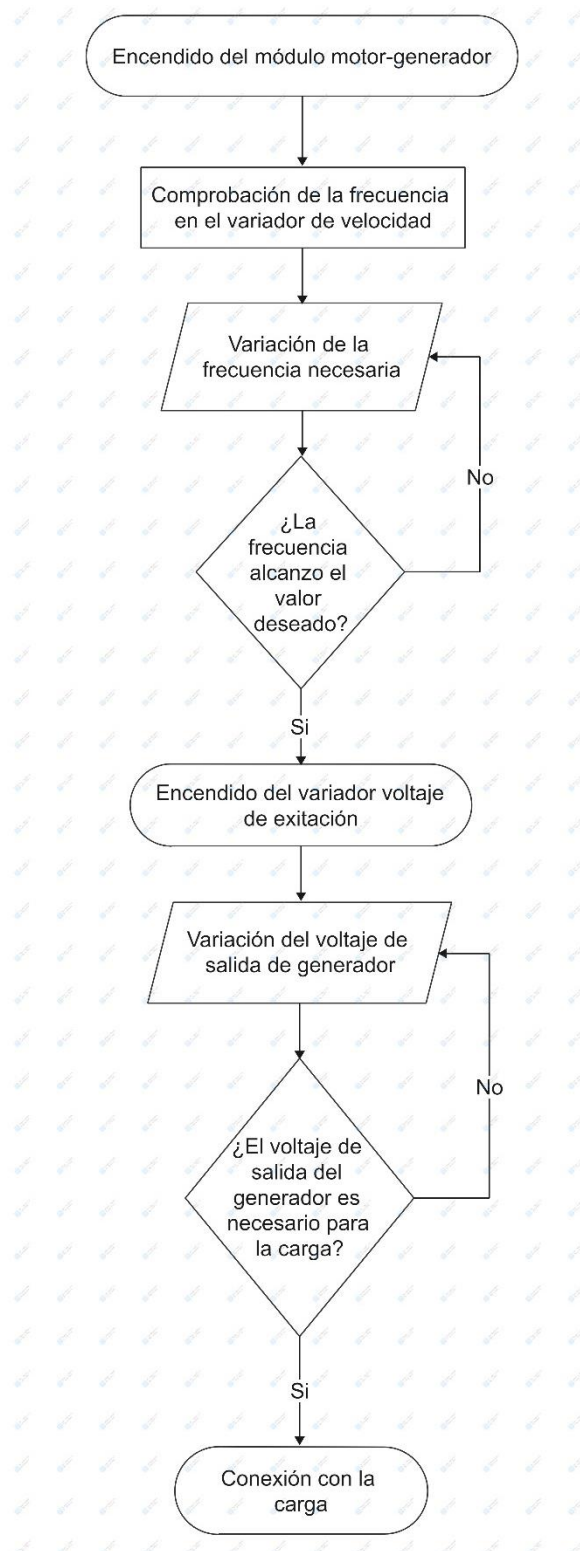 Encendido del módulo motor-generador
Comprobación de la frecuencia
en el variador de velocidad
Variación de la
frecuencia necesaria
No
¿La
frecuencia
alcanzo el
valor
deseado?
Si
Encendido del variador voltaje
de exitación
Variación del voltaje de
salida de generador
No
¿El voltaje de
salida del
generador es
necesario para
la carga?
Si
Conexión con la
carga